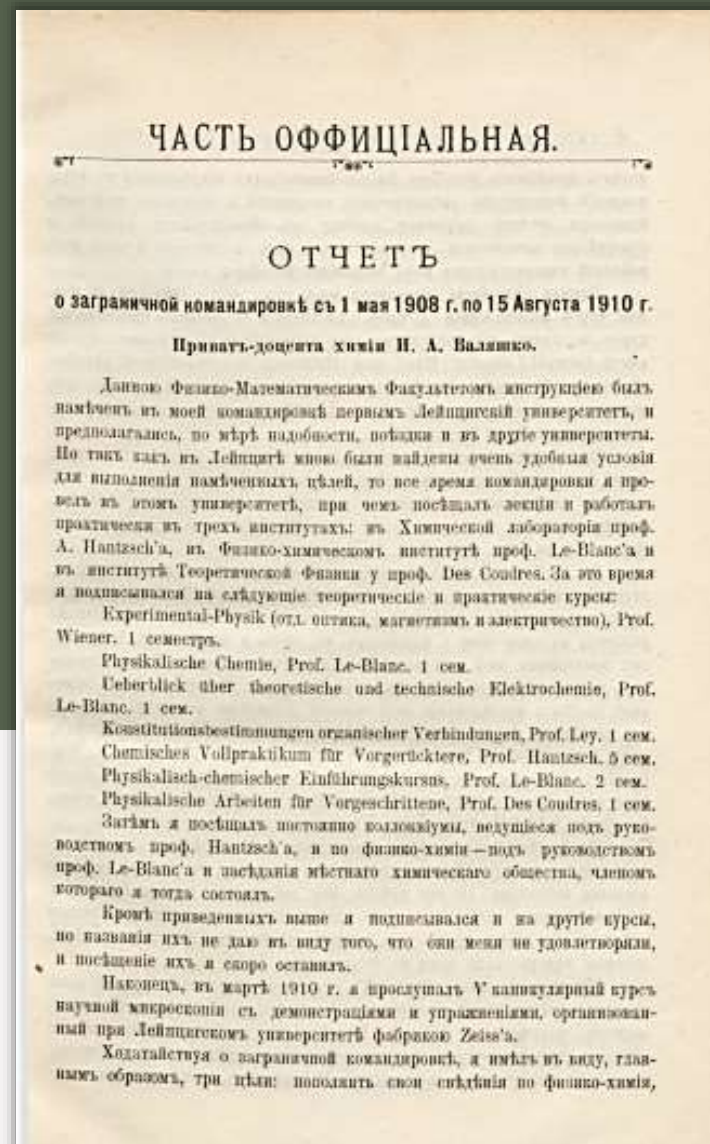 ЧАСТЬ ОФФИЦІАЛЬНАЯ.
ОТЧЕТЪ
о заграничной командировкѣ съ 1 мая 1908 г. по 15 Августа 1910 г.
Приватъ-доцента химіи Н. А. Валяшко.
Данною Физико-Математическимъ Факультетомъ инструкціею былъ
намѣченъ въ моей командировкѣ первымъ Лейпцигскій университетъ, и
предполагались, по мѣрѣ надобности, поѣздки и въ другіе университеты.
Но такъ какъ въ Лейпцигѣ мною были найдены очень удобныя условія
для выполненія намѣченныхъ цѣлей, то все время командировки я про-
велъ въ этомъ университетѣ, при чемъ посѣщалъ лекціи и работалъ
практически въ трехъ институтахъ: въ Химической лабораторіи проф.
A. Hantzsch'a, въ Физико-химическомъ институтѣ проф. Le-Blanc'a и
въ институтѣ Теоретической Физики у проф. Des Coudres. За это время
я подписывался на слѣдующіе теоретическіе и практическіе курсы:
Experimental-Physik (отд. оптика, магнетизмъ и электричество), Prof.
Wiener. 1 семестръ.
Physikalische Chemie, Prof. Le-Blanc. 1 сем.
Ueberblick über theoretische und technische Elektrochemie, Prof.
Le-Blanc. 1 сем.
Konstitutionsbestimmungen organischer Verbindungen, Prof. Ley. 1 сем.
Chemisches Vollpraktikum für Vorgerücktere, Prof. Hantzsch. 5 сем.
Physikalisch-chemischer Einführungskursus, Prof. Le-Blanc. 2 сем.
Physikalische Arbeiten für Vorgeschrittene, Prof. Des Coudres. 1 сем.
Затѣмъ я посѣщалъ постоянно коллоквіумы, ведущіеся подъ руко-
водствомъ проф. Hantzsch'a, и по физико-химіи—подъ руководствомъ
проф. Le-Blanc'a и засѣданія мѣстнаго химическаго общества, членомъ
котораго я тогда состоялъ.
Кромѣ приведенныхъ выше я подписывался и на другіе курсы,
но названія ихъ не даю въ виду того, что они меня не удовлетворяли,
и посѣщеніе ихъ я скоро оставилъ.
Наконецъ, въ мартѣ 1910 г. я прослушалъ V каникулярный курсъ
научной микроскопіи съ демонстраціями и упражненіями, организован-
ный при Лейпцигскомъ университетѣ фабрикою Zeiss'a.
Ходатайствуя о заграничной командировкѣ, я имѣлъ въ виду, глав-
нымъ образомъ, три цѣли: пополнить свои свѣдѣнія по физико-химіи,